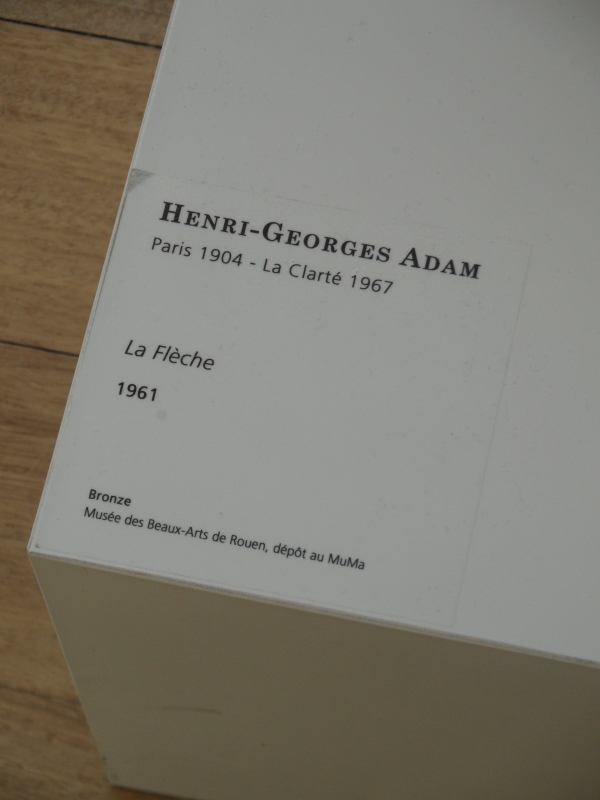 Henri-Georges Adam
Paris 1904 - La Clarté 1967
La Flèche
1961
Bronze
Musée des Beaux-Arts de Rouen, dépôt au MuMa